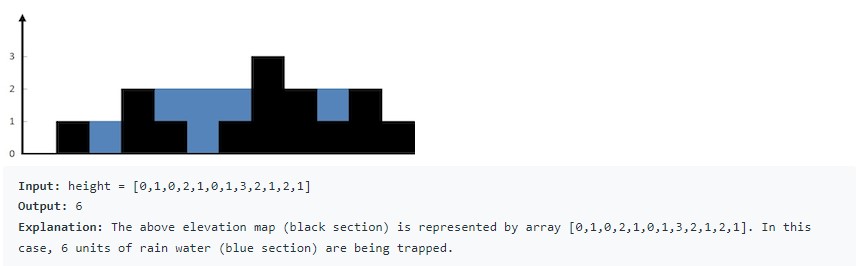 3
2
1
0
Input: height = [0,1,0,2,1,0,1,3,2,1,2,1]
Output: 6
Explanation: The above elevation map (black section) is represented by array [0,1,0,2,1,0,1,3,2,1,2,1]. In this
case, 6 units of rain water (blue section) are being trapped.